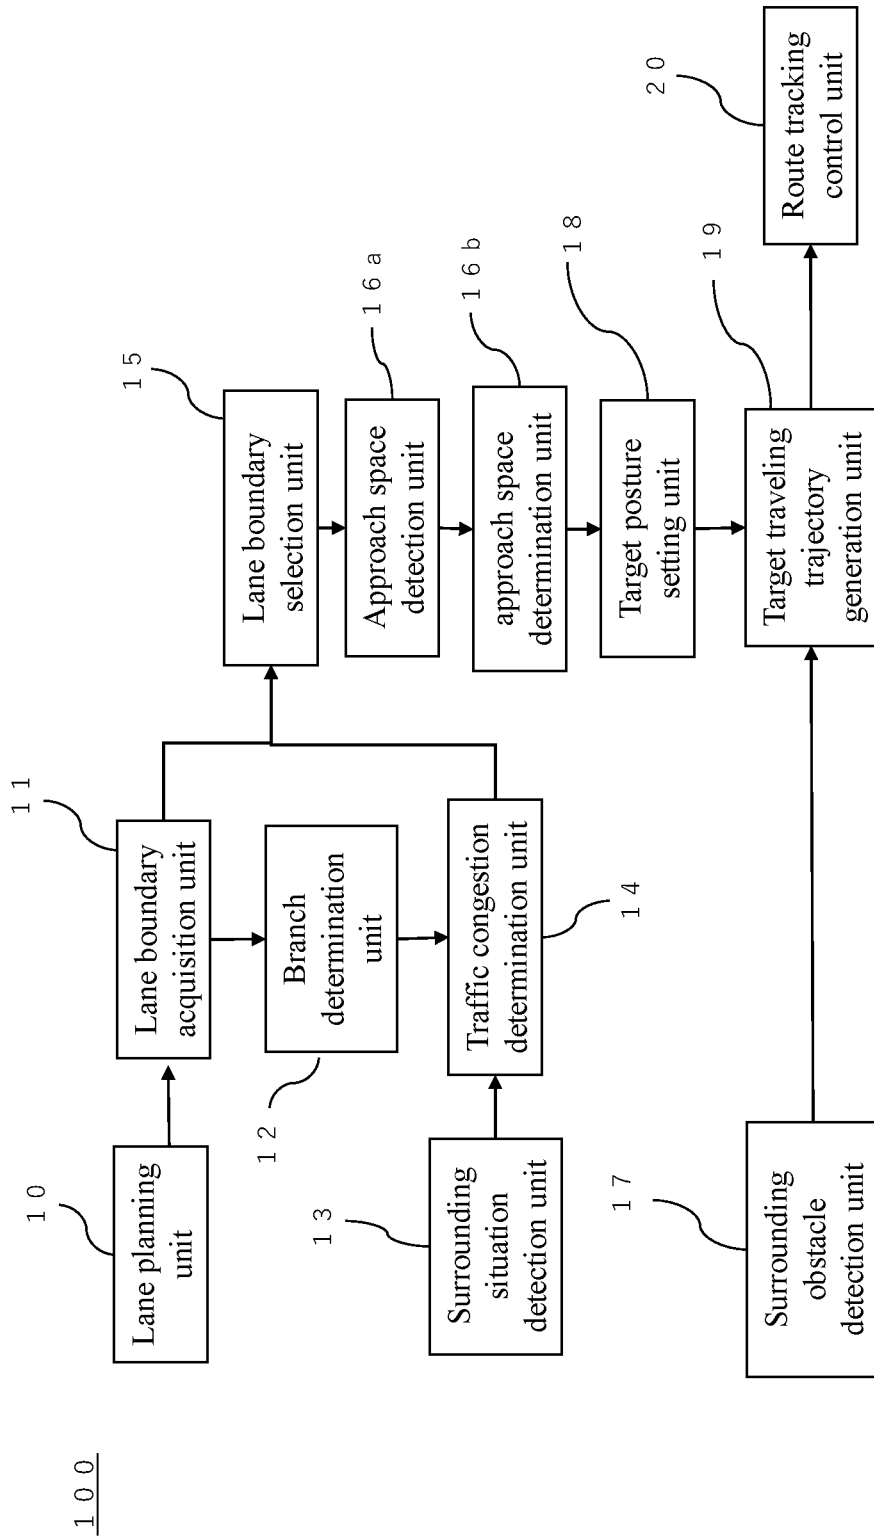 100
10
Lane planning
unit
11
Lane boundary
acquisition unit
12
Branch
determination
unit
13
Surrounding
situation
detection unit
14
Traffic congestion
determination unit
15
Lane boundary
selection unit
16a
Approach space
detection unit
16b
approach space
determination unit
18
Target posture
setting unit
17
Surrounding
obstacle
detection unit
19
Target traveling
trajectory
generation unit
20
Route tracking
control unit